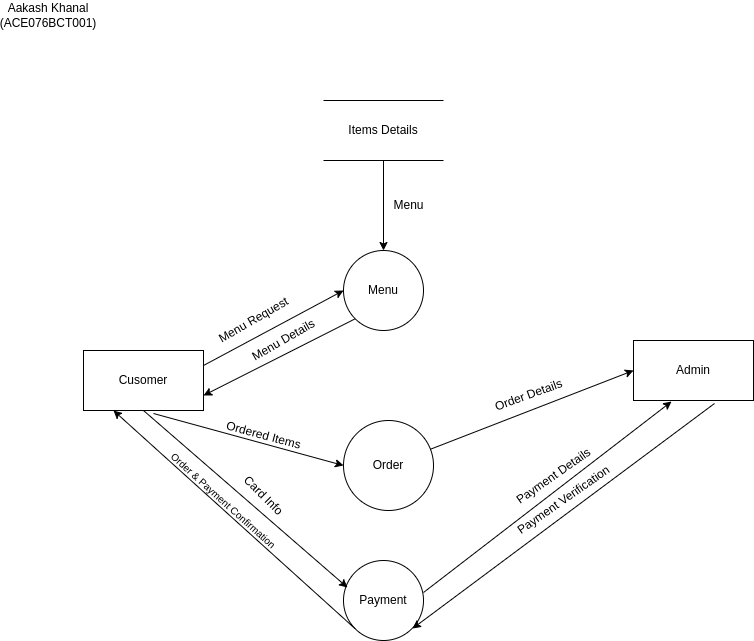 Aakash Khanal
(ACE076BCT001)
Items Details
Menu
Menu
Menu Request
Menu Details
Cusomer
Admin
Order Details
Ordered Items
Order
Card Info
Order & Payment Confirmation
Payment Details
Payment Verification
Payment